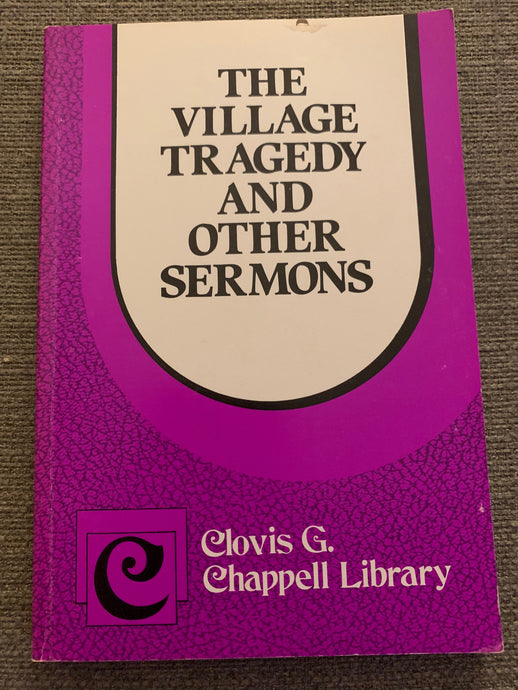 THE
VILLAGE
TRAGEDY
AND
OTHER
SERMONS
C
Clovis G.
Chappell Library